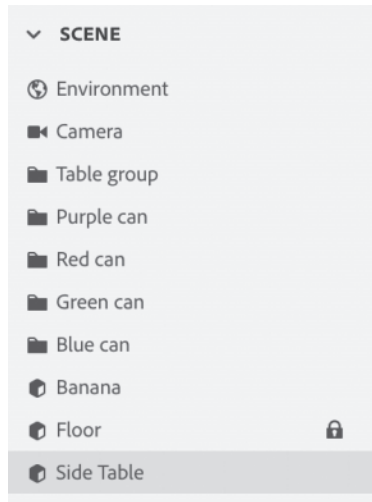 SCENE
Environment
Camera
Table group
Purple can
Red can
Green can
Blue can
Banana
Floor
Side Table